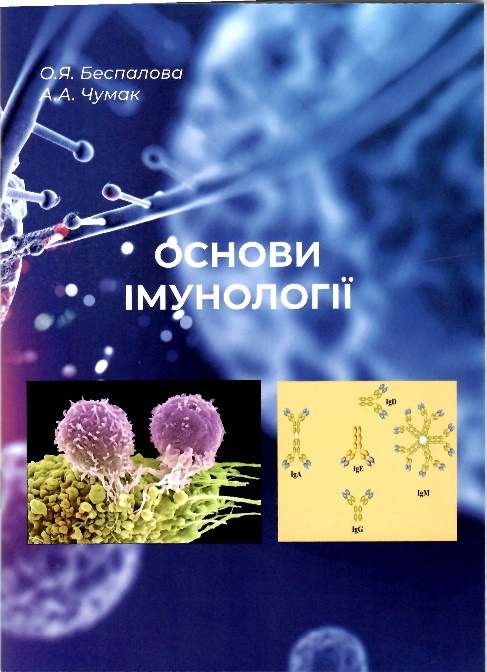 О.Я. Беспалова
А.А. Чумак
ОСНОВИ
ІМУНОЛОГІЇ
IgD
IgA
IgE
IgM
IgG